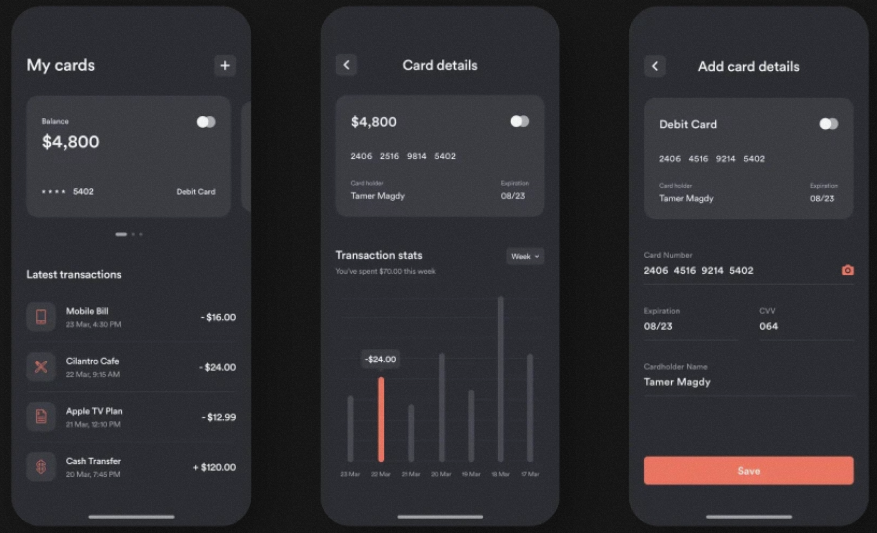 My cards
+
Balance
$4,800
**** 5402
Debit Card
Latest transactions
Mobile Bill
23 Mar, 4:30 PM
- $16.00
Cilantro Cafe
22 Mar, 9:15 AM
- $24.00
Apple TV Plan
21 Mar, 12:10 PM
- $12.99
Cash Transfer
20 Mar, 7:45 PM
+ $120.00
Card details
$4,800
2406 2516 9814 5402
Card holder
Expiration
Tamer Magdy
08/23
Transaction stats
Week
You've spent $70.00 this week
-$24.00
23 Mar
22 Mar
21 Mar
20 Mar
19 Mar
18 Mar
17 Mar
Add card details
Debit Card
2406 4516 9214 5402
Card holder
Expiration
Tamer Magdy
08/23
Card Number
2406 4516 9214 5402
Expiration
CVV
08/23
064
Cardholder Name
Tamer Magdy
Save